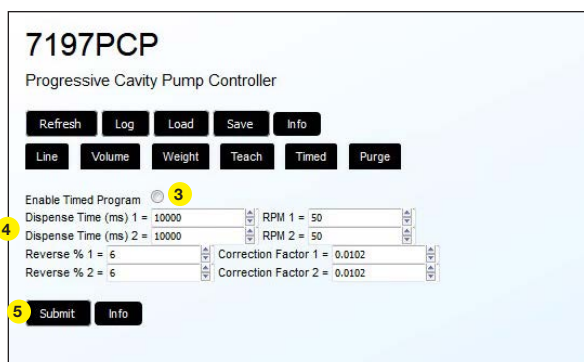 7197PCP
Progressive Cavity Pump Controller
Refresh Log Load Save Info
Line Volume Weight Teach Timed Purge
Enable Timed Program 3
Dispense Time (ms) 1 = 10000 RPM 1 = 50
4
Dispense Time (ms) 2 = 10000 RPM 2 = 50
Reverse % 1 = 6 Correction Factor 1 = 0.0102
Reverse % 2 = 6 Correction Factor 2 = 0.0102
5 Submit Info